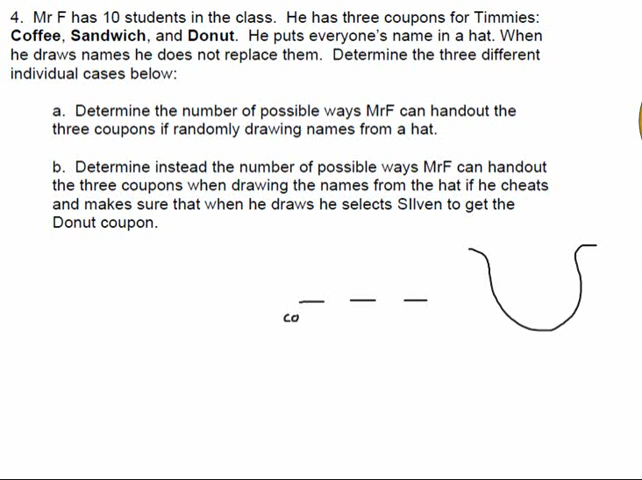 4. Mr F has 10 students in the class. He has three coupons for Timmies:
Coffee, Sandwich, and Donut. He puts everyone's name in a hat. When
he draws names he does not replace them. Determine the three different
individual cases below:
a. Determine the number of possible ways MrF can handout the
three coupons if randomly drawing names from a hat.
b. Determine instead the number of possible ways MrF can handout
the three coupons when drawing the names from the hat if he cheats
and makes sure that when he draws he selects SIlven to get the
Donut coupon.
co